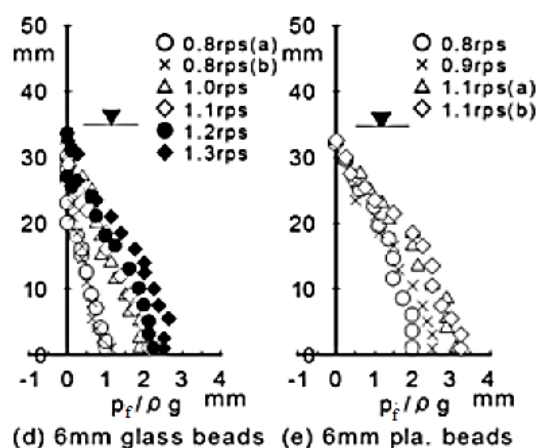 50
mm
40
30
20
10
0
-1 0 1 2 3 4
p_f/ρg mm
0.8rps(a)
0.8rps(b)
1.0rps
1.1rps
1.2rps
1.3rps
(d) 6mm glass beads
50
mm
40
30
20
10
0
-1 0 1 2 3 4
p_f/ρg mm
0.8rps
0.9rps
1.1rps(a)
1.1rps(b)
(e) 6mm pla. beads